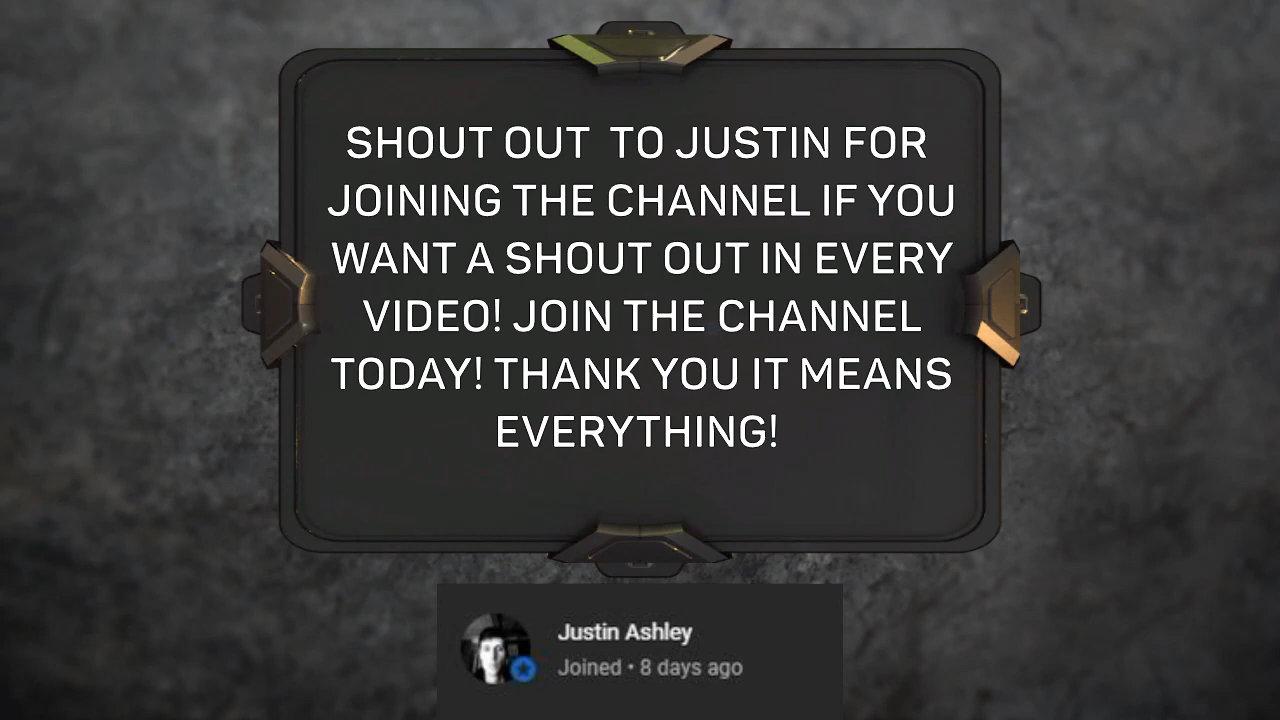 SHOUT OUT  TO JUSTIN FOR
JOINING THE CHANNEL IF YOU
WANT A SHOUT OUT IN EVERY
VIDEO! JOIN THE CHANNEL
TODAY! THANK YOU IT MEANS
EVERYTHING!
Justin Ashley
Joined • 8 days ago